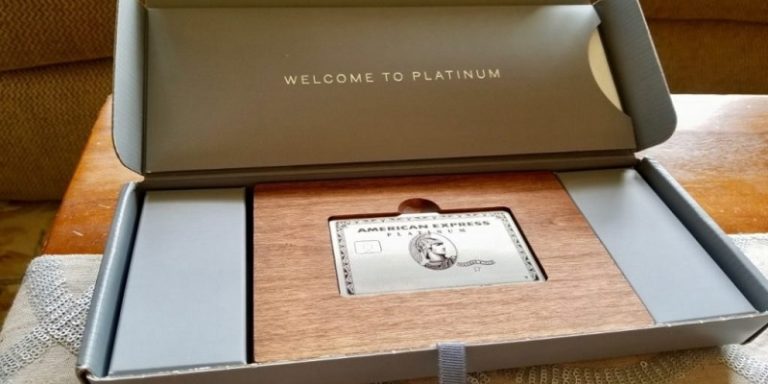 WELCOME TO PLATINUM
AMERICAN EXPRESS
PLATINUM